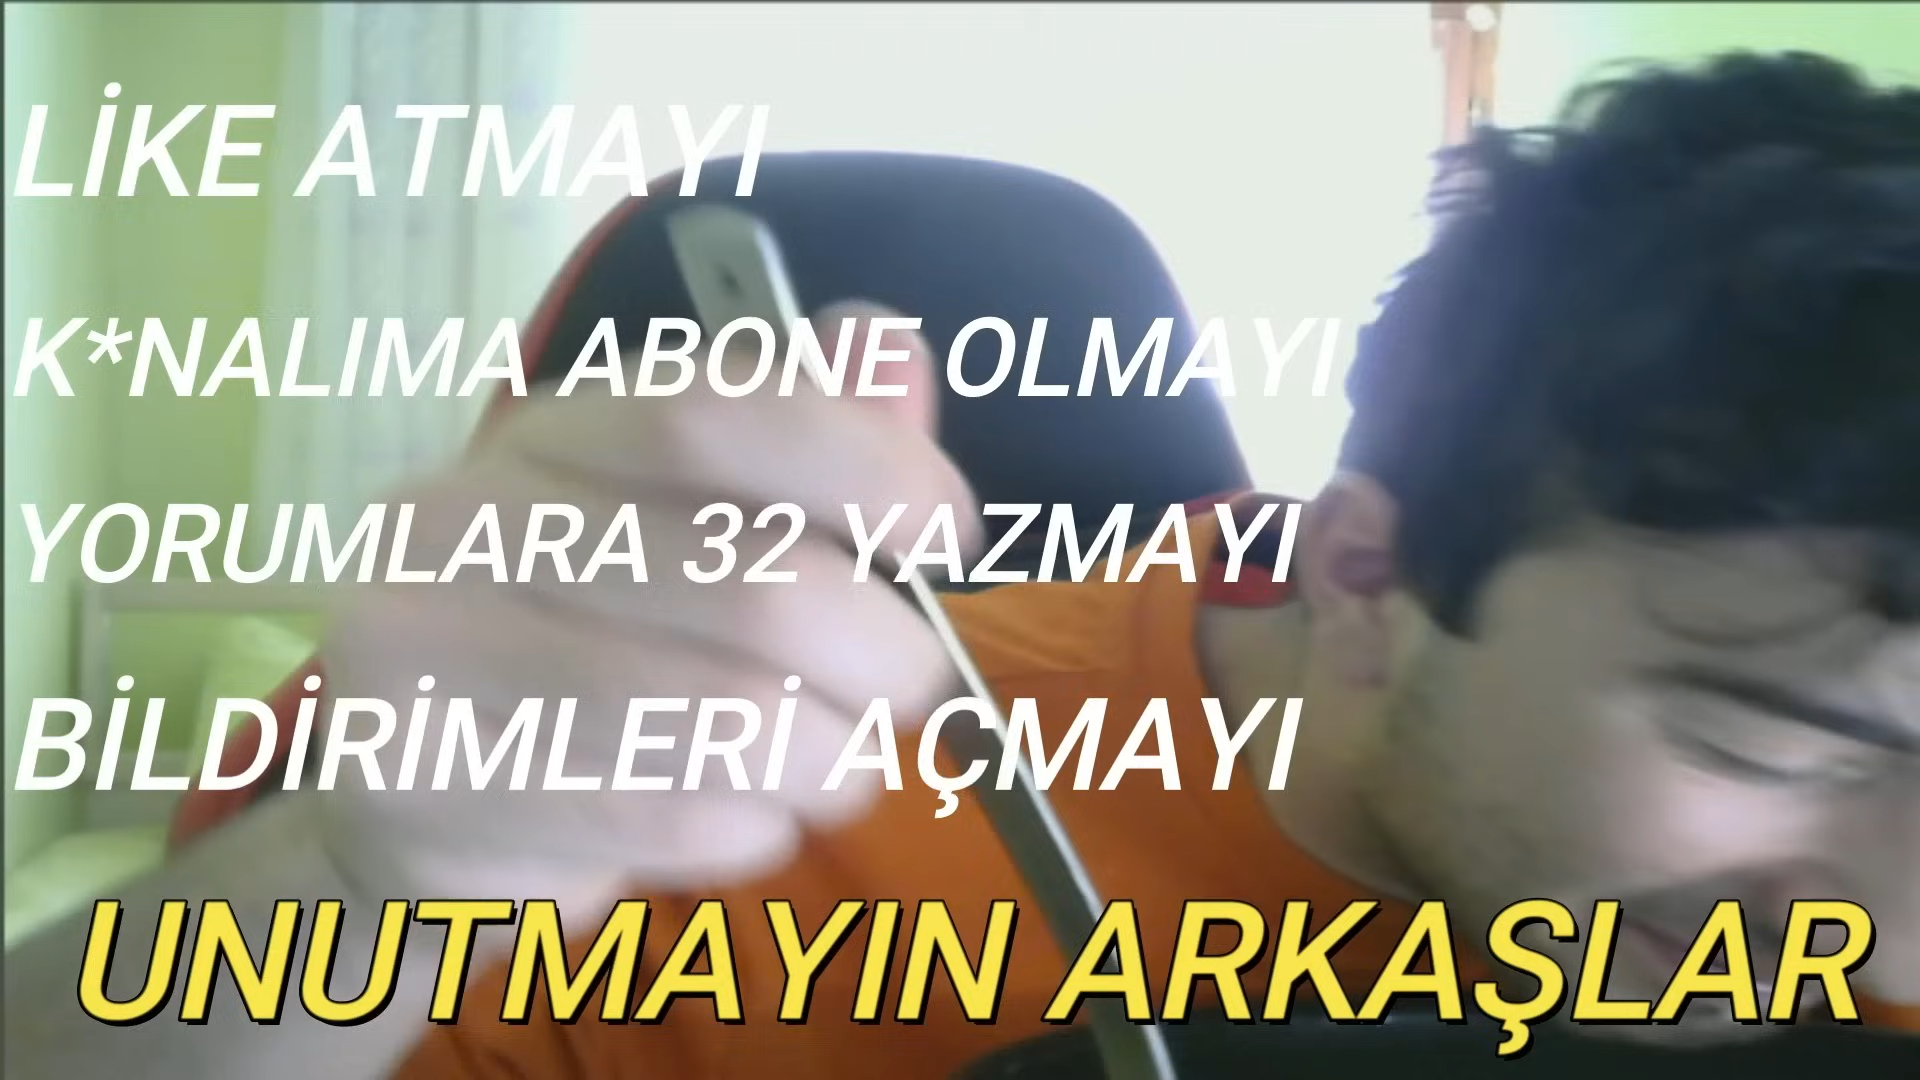 LİKE ATMAYI
K*NALIMA ABONE OLMAYI
YORUMLARA 32 YAZMAYI
BİLDİRİMLERİ AÇMAYI
UNUTMAYIN ARKAŞLAR